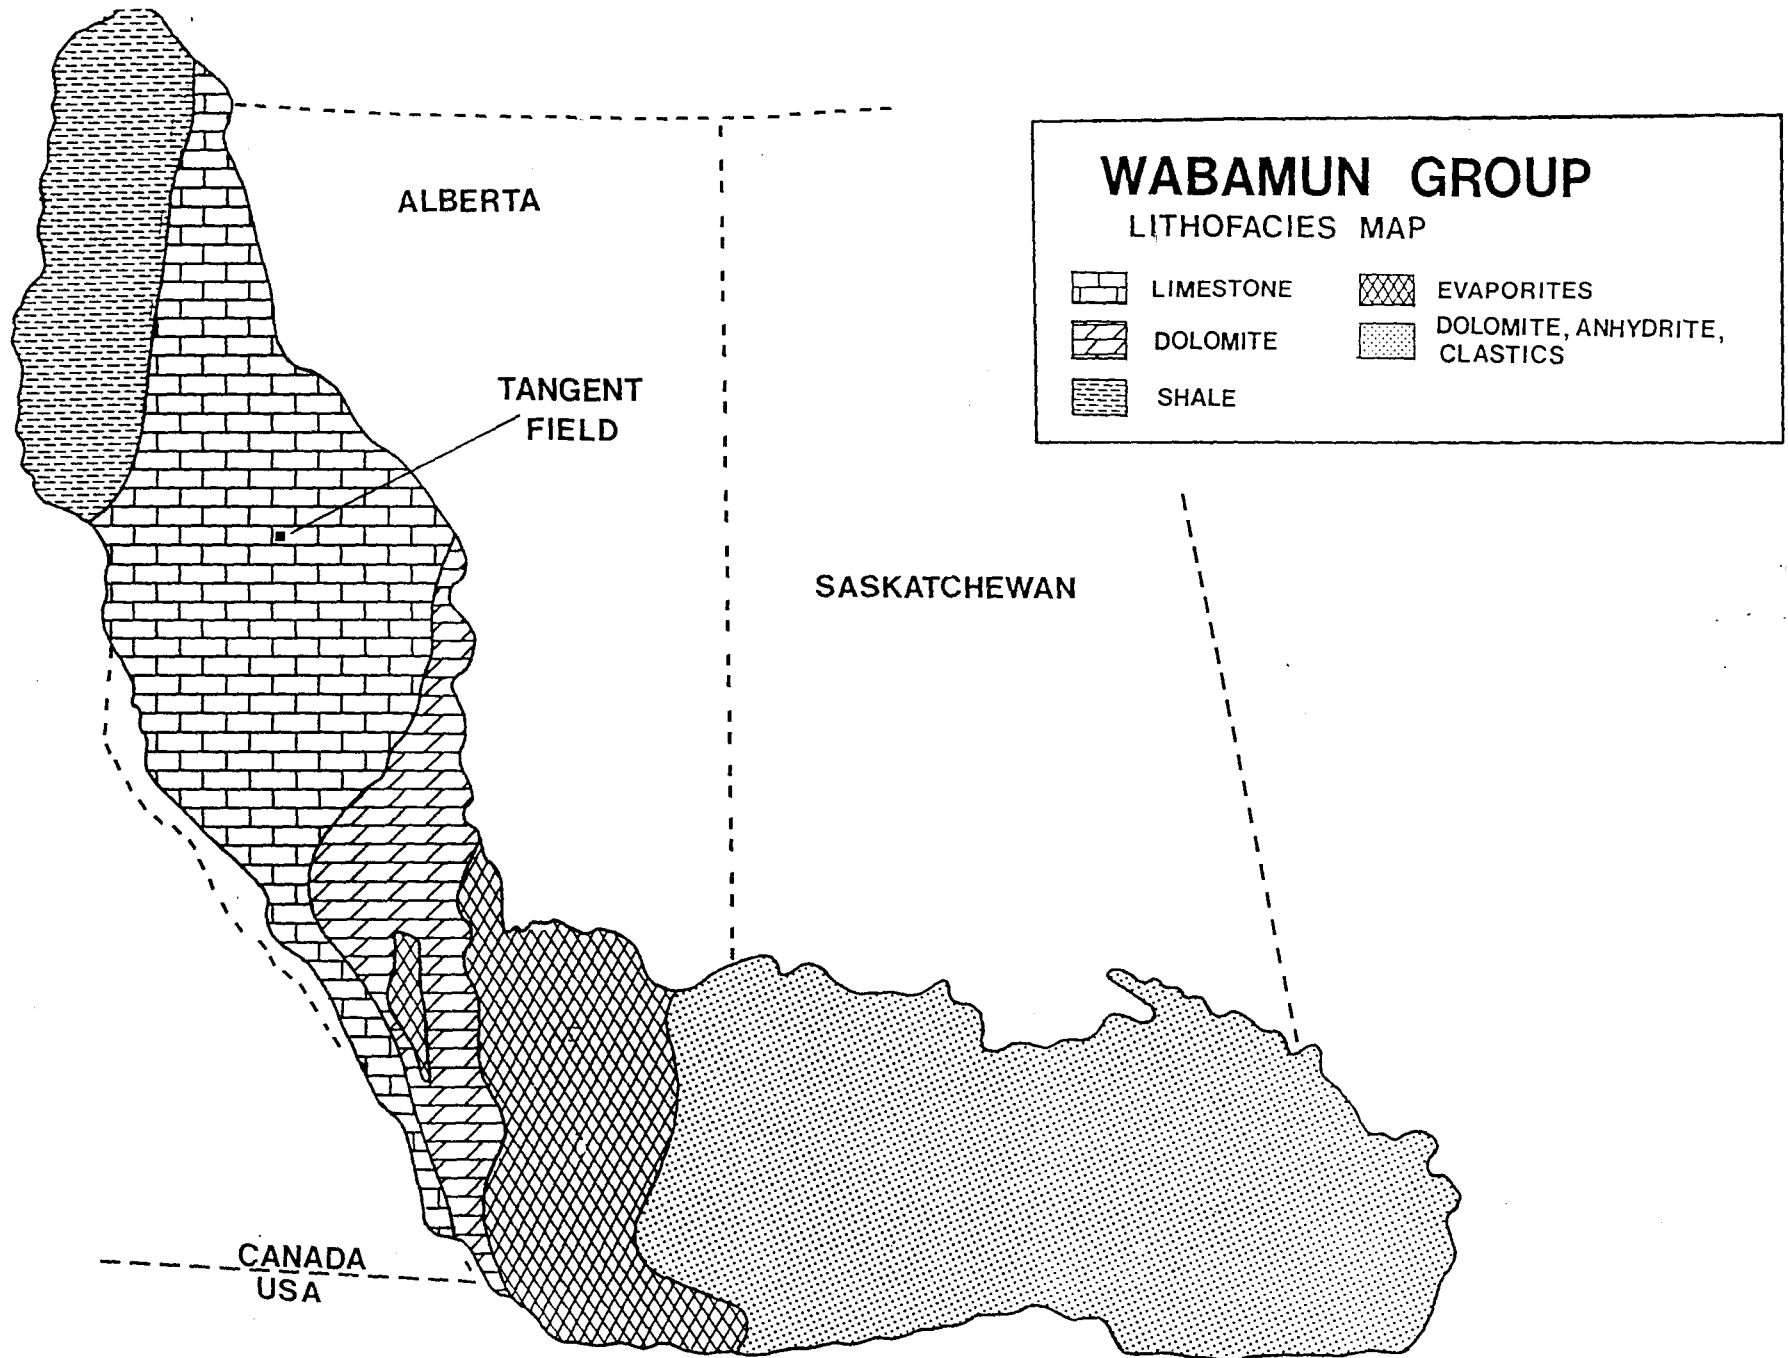 WABAMUN GROUP
LITHOFACIES MAP
LIMESTONE
EVAPORITES
DOLOMITE
DOLOMITE, ANHYDRITE,
CLASTICS
SHALE
ALBERTA
TANGENT
FIELD
SASKATCHEWAN
CANADA
USA